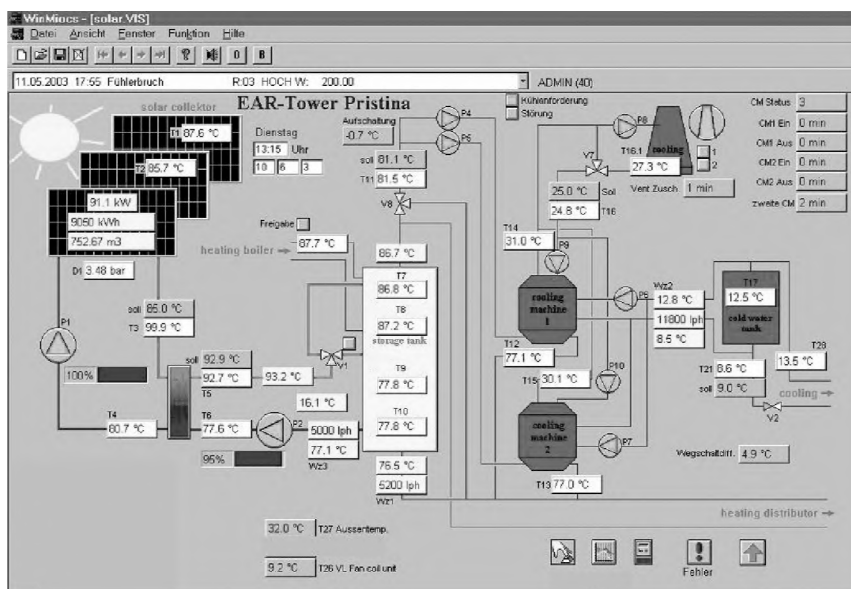 WinMiocs - [solar.VIS]
Datei Ansicht Fenster Funktion Hilfe
? 0 R
11.05.2003 17:55 Fühlerbruch R:03 HOCH W: 200.00 ADMIN (40)
solar collektor
EAR-Tower Pristina
T1 87.6 °C
T2 85.7 °C
91.1 kW
9050 kWh
752.67 m3
Dienstag
13:15 Uhr
10 6 3
Aufschaltung
-0.7 °C
soll 81.1 °C
T11 81.5 °C
V8
P4
P5
Kühlanforderung
Störung
P8
V7
T16.1
27.3 °C
cooling
1
2
Vent Zusch. 1 min
25.0 °C Soll
24.8 °C T16
CM Status 3
CM1 Ein 0 min
CM1 Aus 0 min
CM2 Ein 0 min
CM2 Aus 0 min
zweite CM 2 min
Freigabe
heating boiler
87.7 °C
86.7 °C
D1 3.48 bar
P1
soll 85.0 °C
T3 99.9 °C
100%
soll 92.9 °C
92.7 °C
T5
93.2 °C
V1
T7
86.8 °C
T8
87.2 °C
storage tank
T9
77.8 °C
T10
77.8 °C
T4
60.7 °C
T6
77.6 °C
P2
16.1 °C
5000 lph
77.1 °C
Wz3
95%
76.5 °C
5200 lph
Wz1
T14
31.0 °C
P9
cooling
machine
1
P6
T12
77.1 °C
T15 30.1 °C
P10
cooling
machine
2
P7
T13 77.0 °C
Wz2
12.8 °C
11800 lph
8.5 °C
T17
12.5 °C
cold water
tank
T21 8.6 °C
soll 9.0 °C
V2
T28
13.5 °C
cooling
Wegschaltdiff. 4.9 °C
heating distributor
32.0 °C T27 Aussentemp.
9.2 °C T26 VL Fan coil unit
Fehler